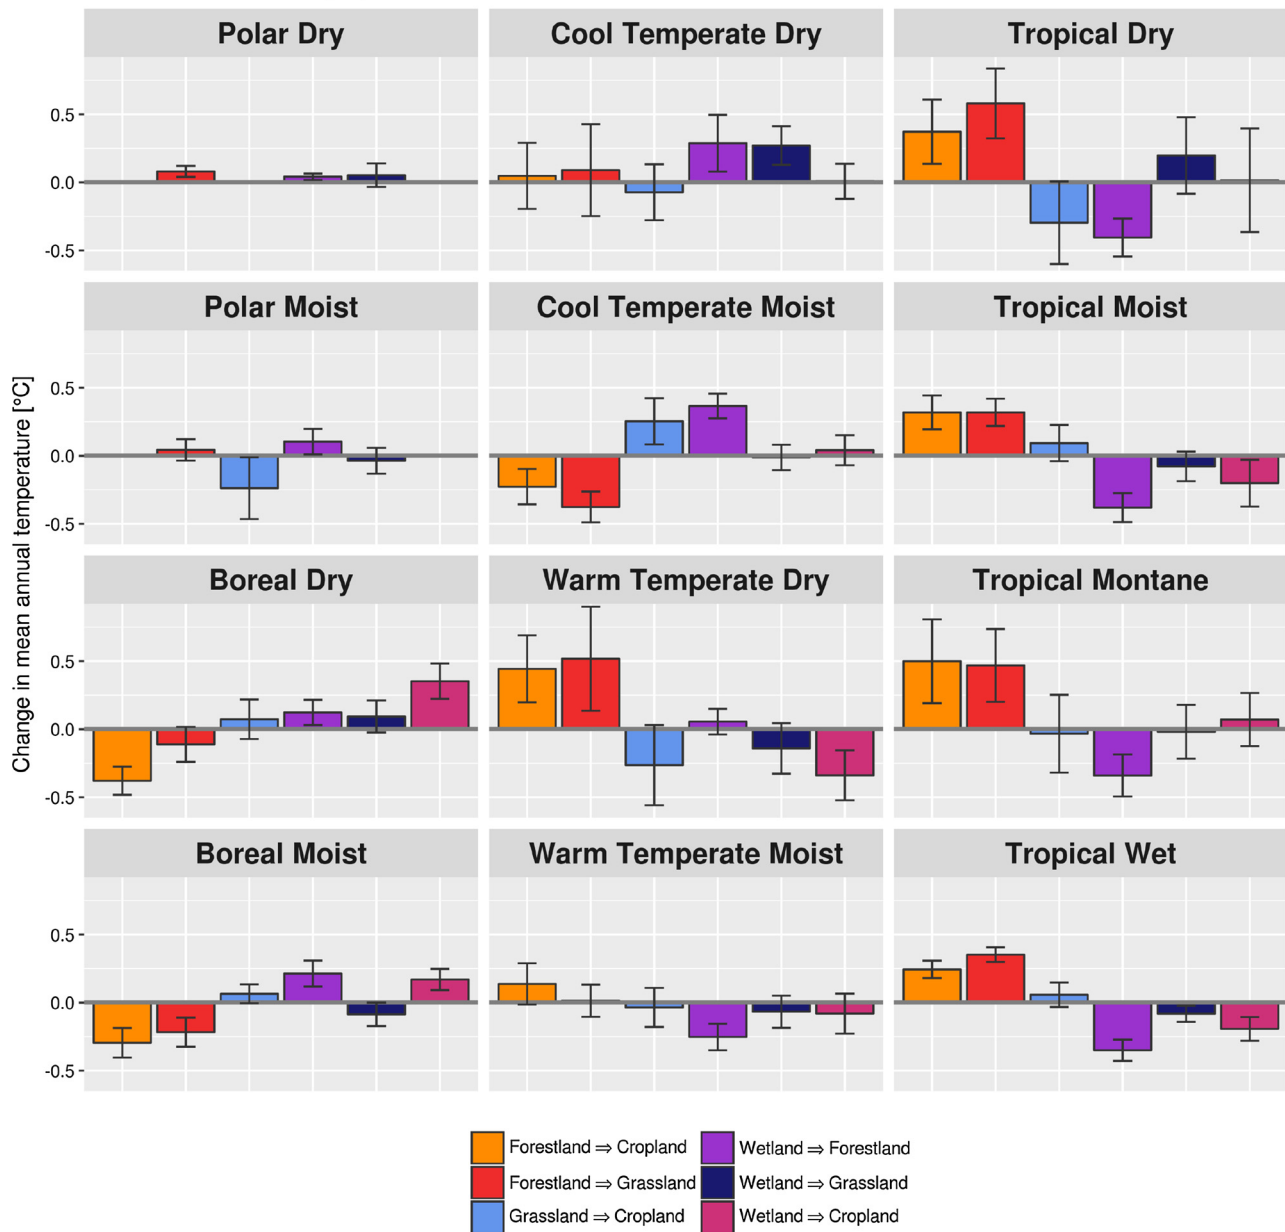 Polar Dry Cool Temperate Dry Tropical Dry
0.5
0.0
-0.5
Polar Moist Cool Temperate Moist Tropical Moist
0.5
0.0
-0.5
Change in mean annual temperature [°C]
Boreal Dry Warm Temperate Dry Tropical Montane
0.5
0.0
-0.5
Boreal Moist Warm Temperate Moist Tropical Wet
0.5
0.0
-0.5
Forestland ⇒ Cropland Wetland ⇒ Forestland
Forestland ⇒ Grassland Wetland ⇒ Grassland
Grassland ⇒ Cropland Wetland ⇒ Cropland